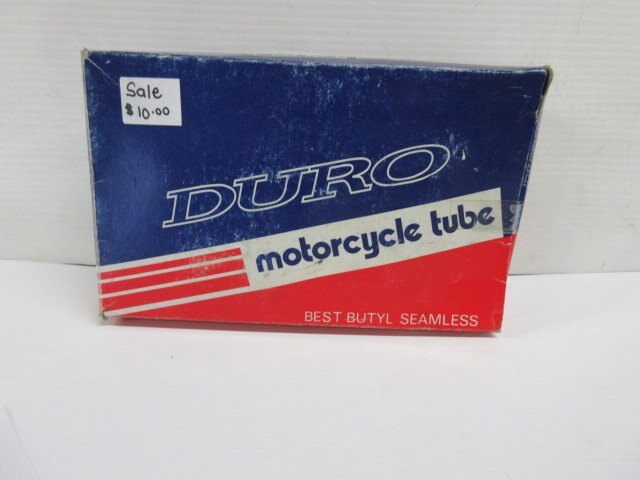 Sale
$10.00
DURO
motorcycle tube
BEST BUTYL SEAMLESS